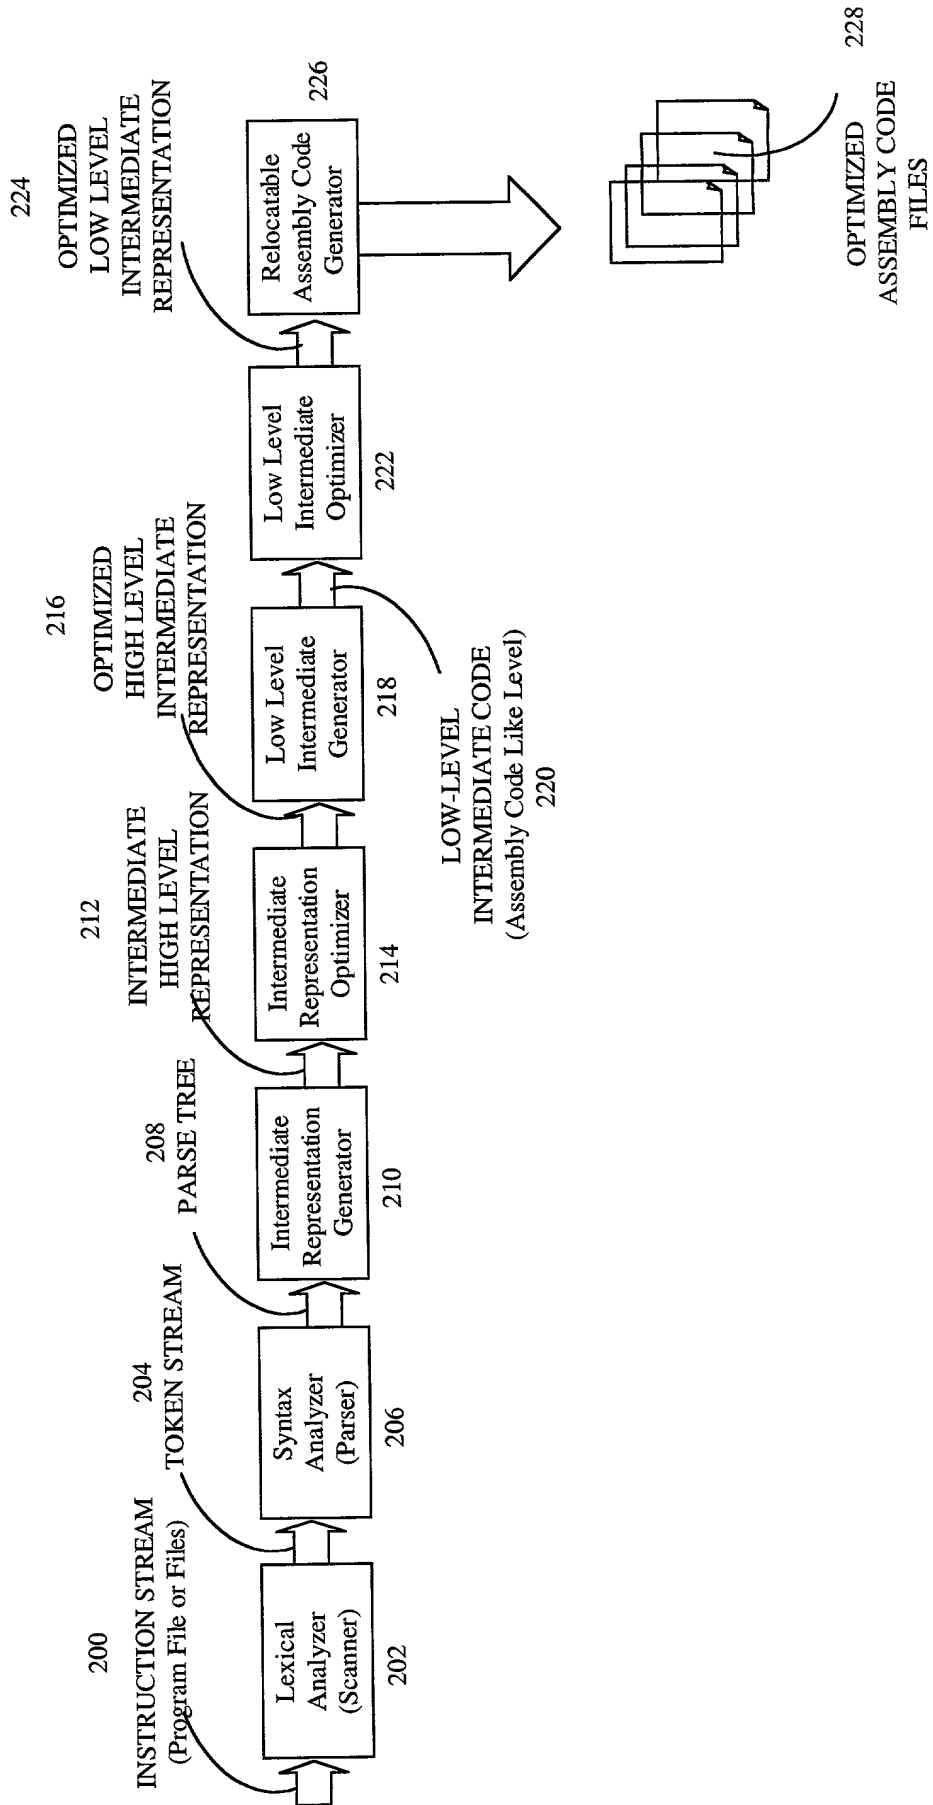 200
INSTRUCTION STREAM
(Program File or Files)
Lexical
Analyzer
(Scanner)
202
204
TOKEN STREAM
Syntax
Analyzer
(Parser)
206
208
PARSE TREE
Intermediate
Representation
Generator
210
212
INTERMEDIATE
HIGH LEVEL
REPRESENTATION
Intermediate
Representation
Optimizer
214
216
OPTIMIZED
HIGH LEVEL
INTERMEDIATE
REPRESENTATION
Low Level
Intermediate
Generator
218
LOW-LEVEL
INTERMEDIATE CODE
(Assembly Code Like Level)
220
Low Level
Intermediate
Optimizer
222
224
OPTIMIZED
LOW LEVEL
INTERMEDIATE
REPRESENTATION
Relocatable
Assembly Code
Generator
226
228
OPTIMIZED
ASSEMBLY CODE
FILES